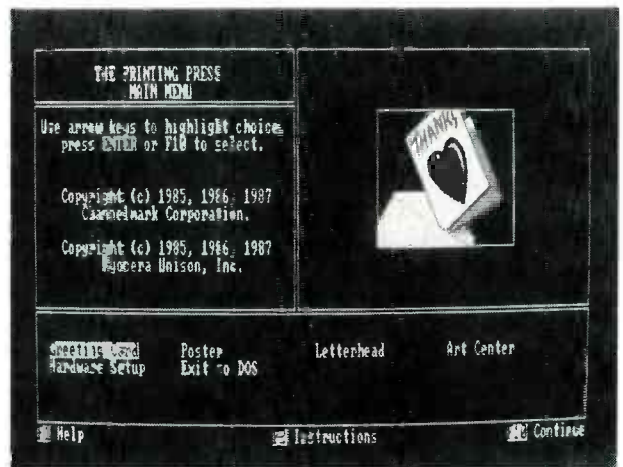 THE PRINTING PRESS
MAIN MENU
Use arrow keys to highlight choice,
press ENTER or F10 to select.
Copyright (c) 1985, 1986, 1987
Channelmark Corporation.
Copyright (c) 1985, 1986, 1987
Kyocera Unison, Inc.
THANKS
Greeting Card Poster Letterhead Art Center
Hardware Setup Exit to DOS
Help Instructions Continue